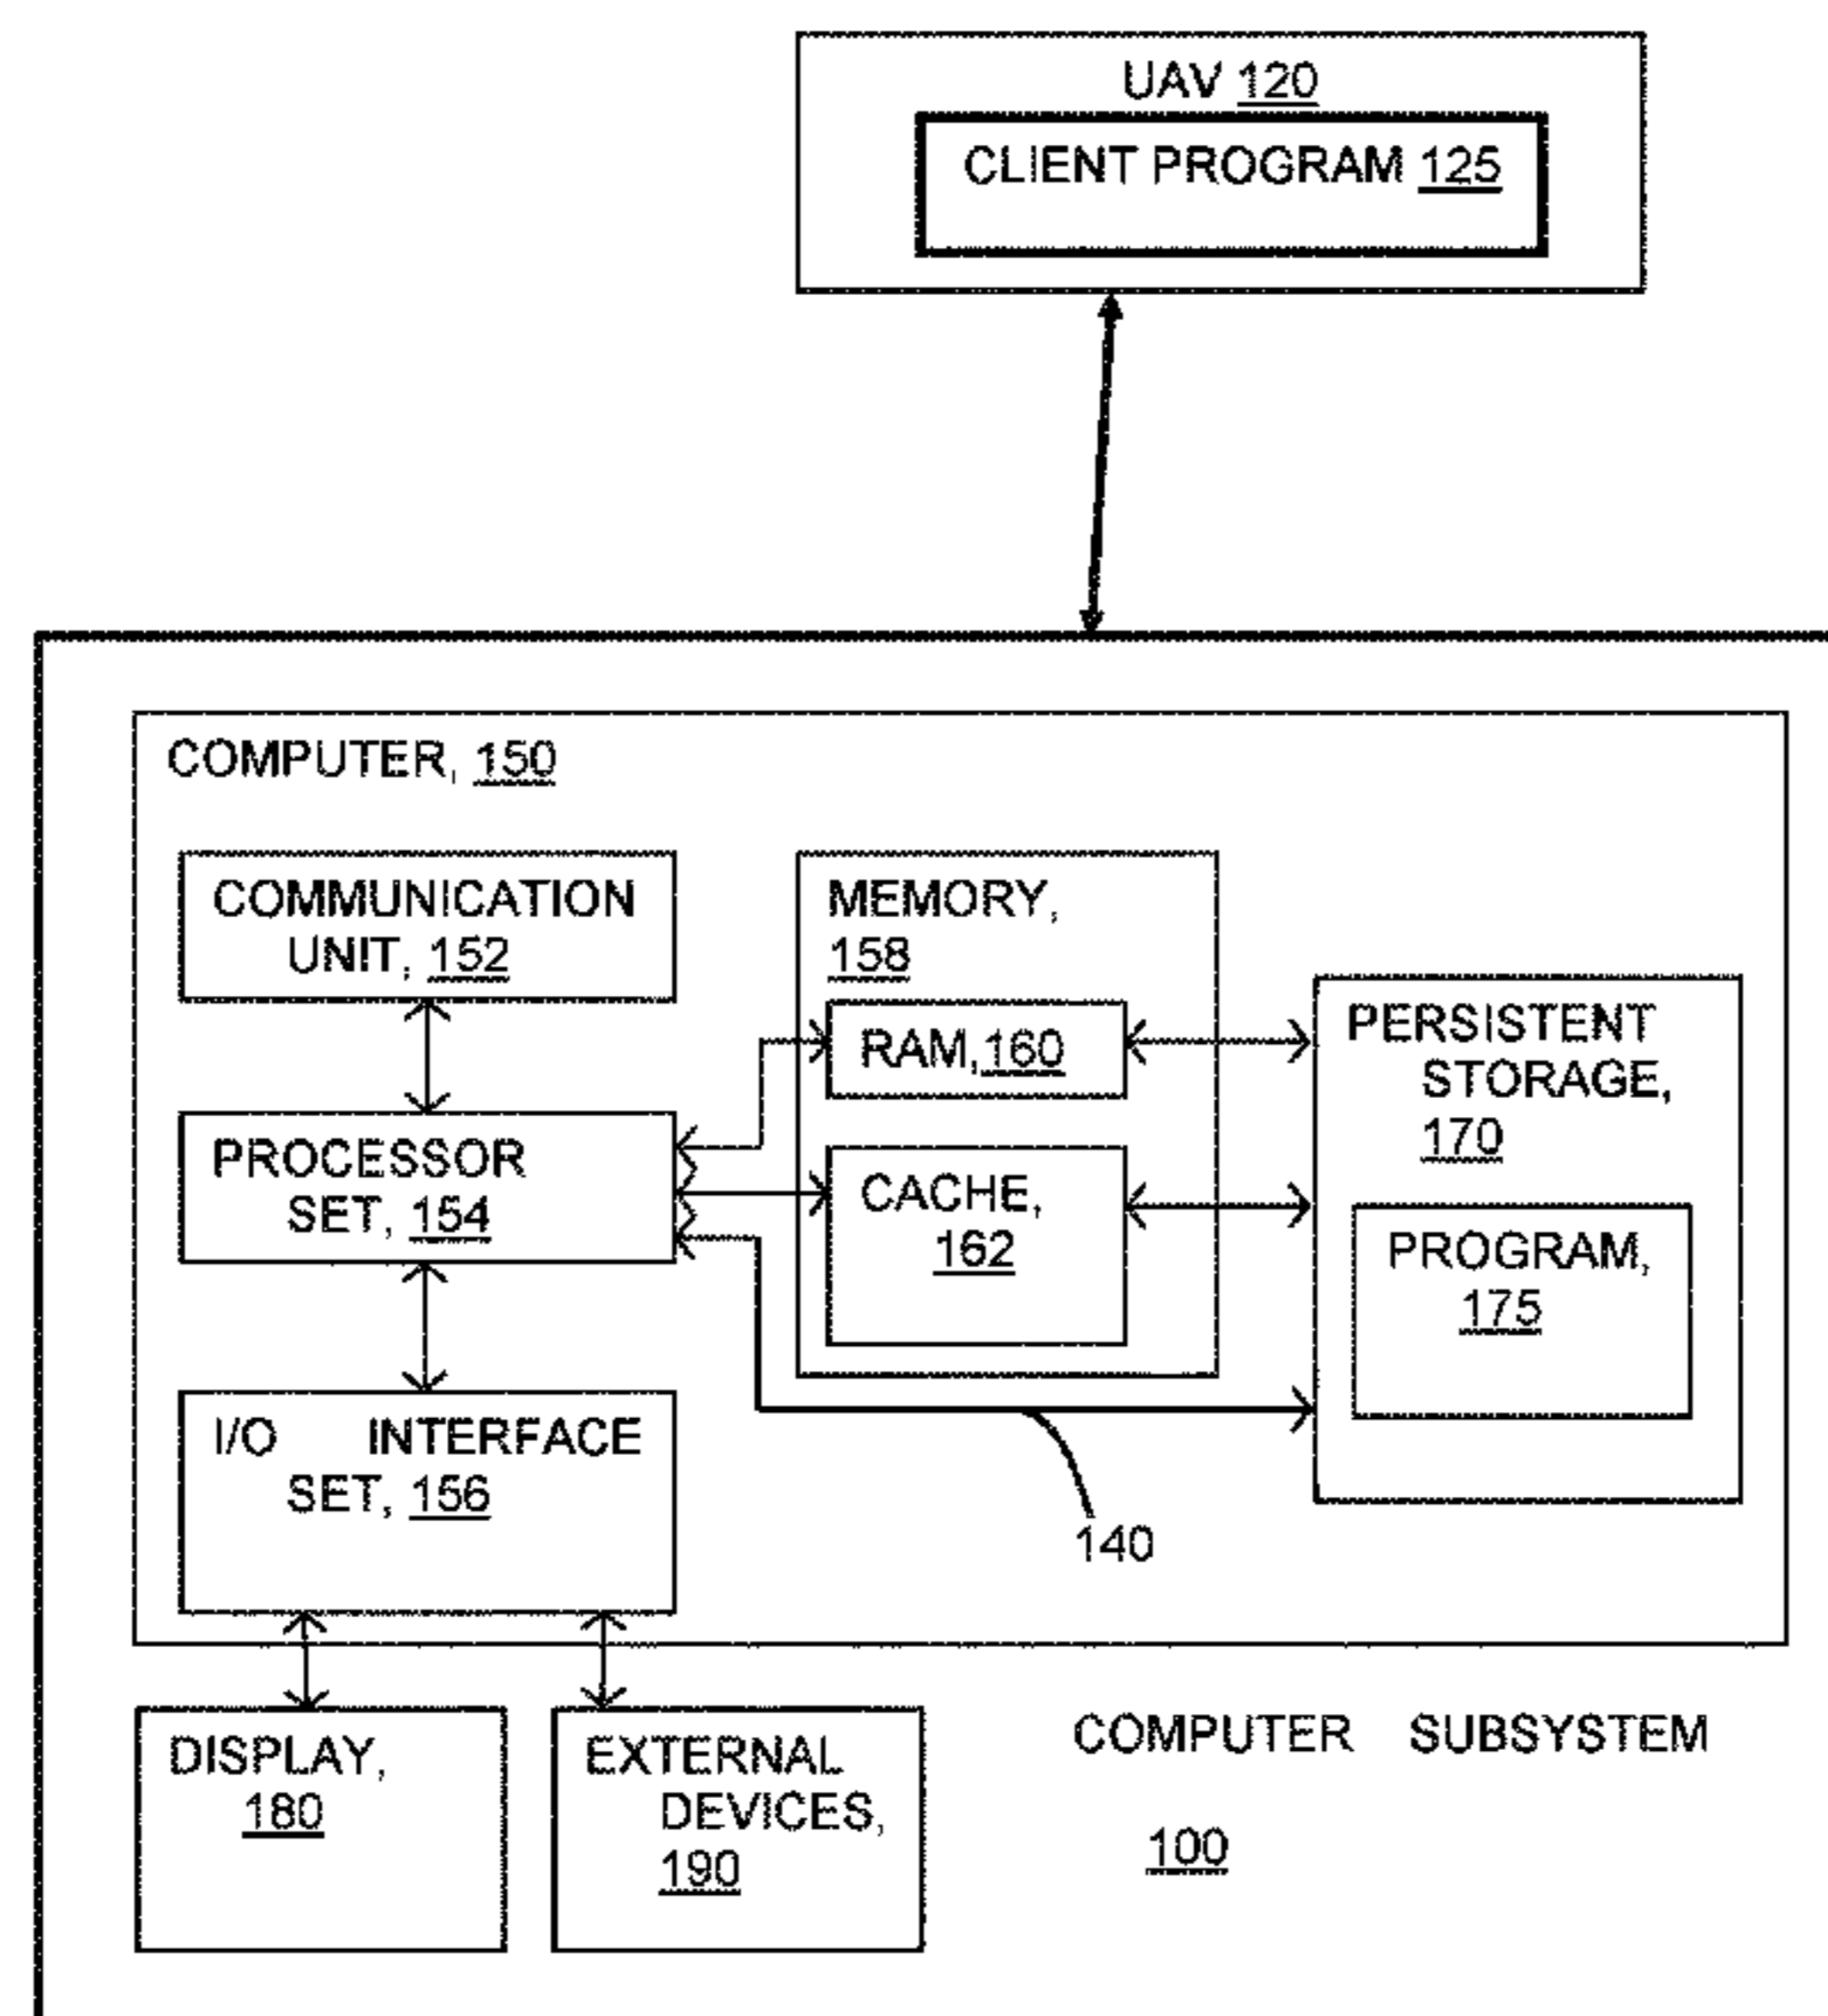 UAV 120
CLIENT PROGRAM 125
COMPUTER, 150
COMMUNICATION
UNIT, 152
MEMORY,
158
PERSISTENT
STORAGE,
170
RAM, 160
PROCESSOR
SET, 154
CACHE,
162
PROGRAM,
175
I/O INTERFACE
SET, 156
140
DISPLAY,
180
EXTERNAL
DEVICES,
190
COMPUTER SUBSYSTEM
100